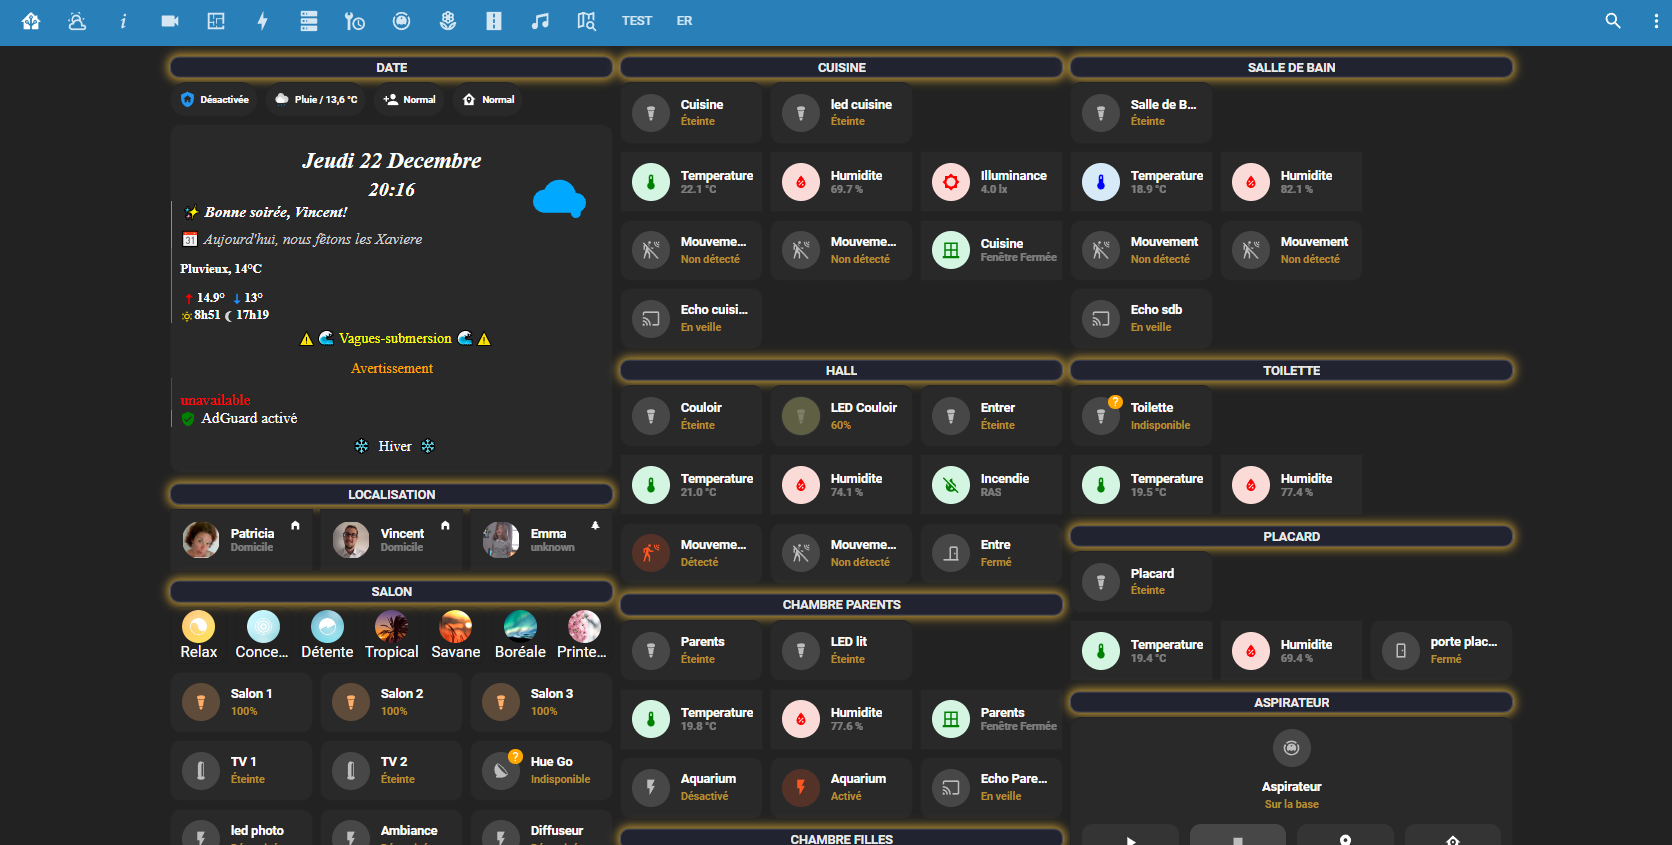 TEST
ER
DATE
Désactivée
Pluie / 13,6 °C
Normal
Normal
Jeudi 22 Decembre
20:16
✨ Bonne soirée, Vincent!
31 Aujourd'hui, nous fêtons les Xaviere
Pluvieux, 14°C
↑ 14.9° ↓ 13°
8h51 17h19
⚠ 🌊 Vagues-submersion 🌊 ⚠
Avertissement
unavailable
AdGuard activé
❄ Hiver ❄
LOCALISATION
Patricia
Domicile
Vincent
Domicile
Emma
unknown
SALON
Relax
Conce...
Détente
Tropical
Savane
Boréale
Printe...
Salon 1
100%
Salon 2
100%
Salon 3
100%
TV 1
Éteinte
TV 2
Éteinte
?
Hue Go
Indisponible
led photo
Ambiance
Diffuseur
CUISINE
Cuisine
Éteinte
led cuisine
Éteinte
Temperature
22.1 °C
Humidite
69.7 %
Illuminance
4.0 lx
Mouveme...
Non détecté
Mouveme...
Non détecté
Cuisine
Fenêtre Fermée
Echo cuisi...
En veille
HALL
Couloir
Éteinte
LED Couloir
60%
Entrer
Éteinte
Temperature
21.0 °C
Humidite
74.1 %
Incendie
RAS
Mouveme...
Détecté
Mouveme...
Non détecté
Entre
Fermé
CHAMBRE PARENTS
Parents
Éteinte
LED lit
Éteinte
Temperature
19.8 °C
Humidite
77.6 %
Parents
Fenêtre Fermée
Aquarium
Désactivé
Aquarium
Activé
Echo Pare...
En veille
CHAMBRE FILLES
SALLE DE BAIN
Salle de B...
Éteinte
Temperature
18.9 °C
Humidite
82.1 %
Mouvement
Non détecté
Mouvement
Non détecté
Echo sdb
En veille
TOILETTE
?
Toilette
Indisponible
Temperature
19.5 °C
Humidite
77.4 %
PLACARD
Placard
Éteinte
Temperature
19.4 °C
Humidite
69.4 %
porte plac...
Fermé
ASPIRATEUR
Aspirateur
Sur la base